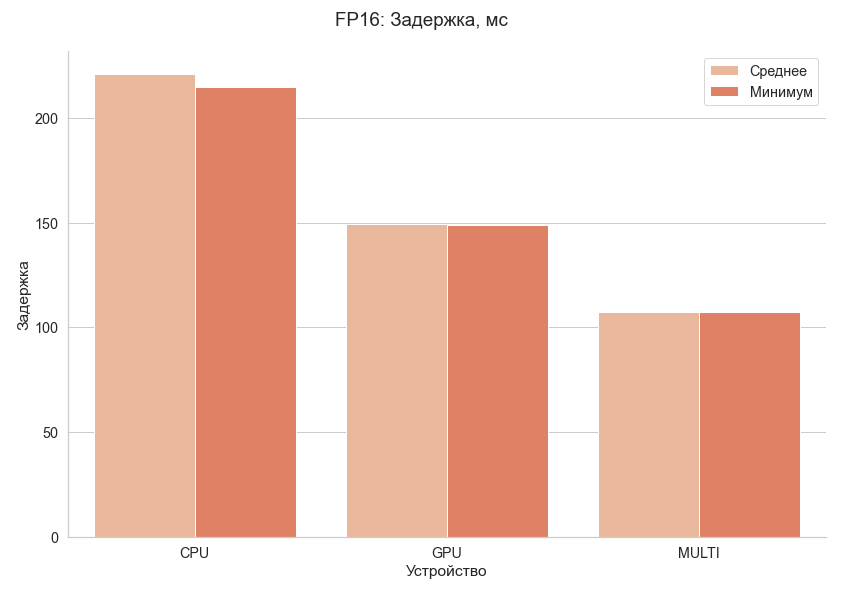 FP16: Задержка, мс
Среднее
Минимум
200
150
100
50
0
Задержка
CPU
GPU
MULTI
Устройство